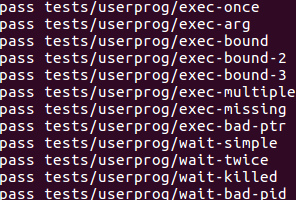 pass tests/userprog/exec-once
pass tests/userprog/exec-arg
pass tests/userprog/exec-bound
pass tests/userprog/exec-bound-2
pass tests/userprog/exec-bound-3
pass tests/userprog/exec-multiple
pass tests/userprog/exec-missing
pass tests/userprog/exec-bad-ptr
pass tests/userprog/wait-simple
pass tests/userprog/wait-twice
pass tests/userprog/wait-killed
pass tests/userprog/wait-bad-pid